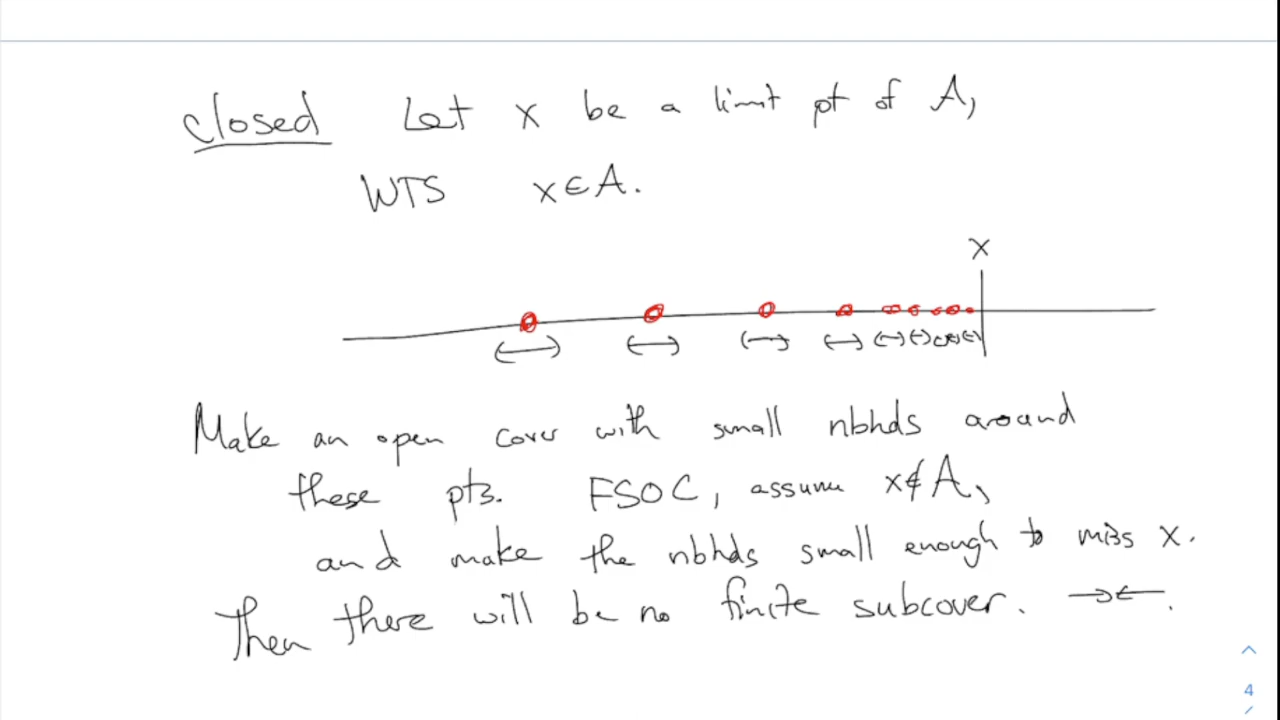 closed Let x be a limit pt of A,
WTS x∈A.
x
Make an open cover with small nbhds around
these pts. FSOC, assume x∉A,
and make the nbhds small enough to miss x.
Then there will be no finite subcover. →←.
4